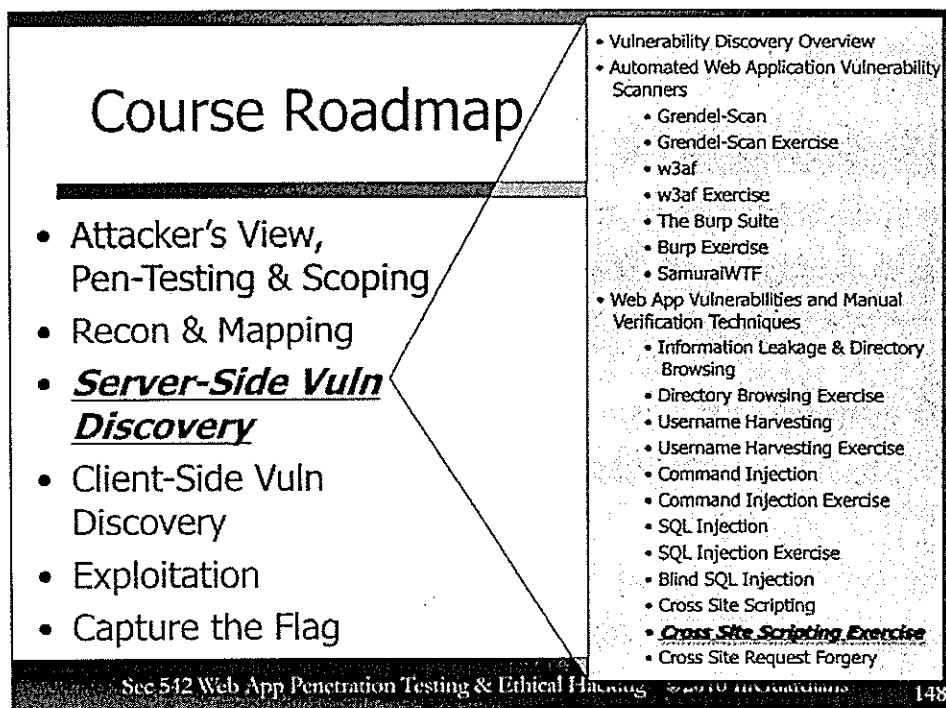 Course Roadmap
• Attacker's View,
Pen-Testing & Scoping
• Recon & Mapping
• Server-Side Vuln
Discovery
• Client-Side Vuln
Discovery
• Exploitation
• Capture the Flag
• Vulnerability Discovery Overview
• Automated Web Application Vulnerability
Scanners
• Grendel-Scan
• Grendel-Scan Exercise
• w3af
• w3af Exercise
• The Burp Suite
• Burp Exercise
• SamuraiWTF
• Web App Vulnerabilities and Manual
Verification Techniques
• Information Leakage & Directory
Browsing
• Directory Browsing Exercise
• Username Harvesting
• Username Harvesting Exercise
• Command Injection
• Command Injection Exercise
• SQL Injection
• SQL Injection Exercise
• Blind SQL Injection
• Cross Site Scripting
• Cross Site Scripting Exercise
• Cross Site Request Forgery
Sec 542 Web App Penetration Testing & Ethical Hacking ©2010 InGuardians
148